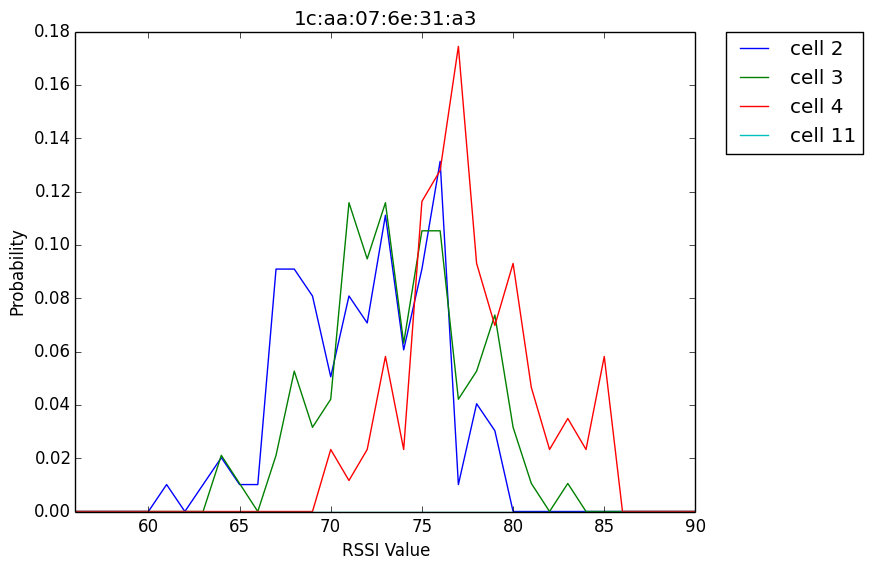 1c:aa:07:6e:31:a3
0.18
0.16
0.14
0.12
0.10
0.08
0.06
0.04
0.02
0.00
Probability
60
65
70
75
80
85
90
RSSI Value
cell 2
cell 3
cell 4
cell 11